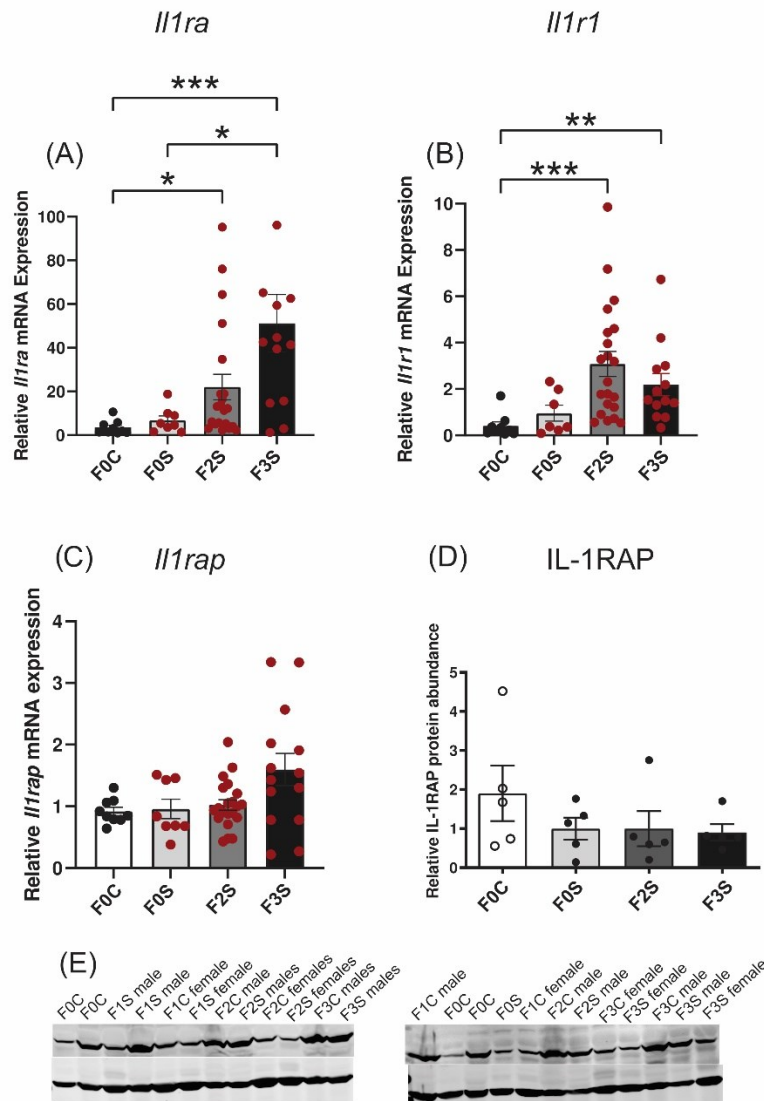 Il1ra
Il1r1
***
*
*
**
***
(A)
(B)
Relative Il1ra mRNA Expression
100
80
60
40
20
0
F0C
F0S
F2S
F3S
Relative Il1r1 mRNA Expression
10
8
6
4
2
0
F0C
F0S
F2S
F3S
(C)
Il1rap
(D)
IL-1RAP
Relative Il1rap mRNA expression
4
3
2
1
0
F0C
F0S
F2S
F3S
Relative IL-1RAP protein abundance
5
4
3
2
1
0
F0C
F0S
F2S
F3S
(E)
F0C
F0C
F1S male
F1S male
F1C female
F1S female
F2C male
F2S males
F2C females
F2S females
F3C males
F3S males
F1C male
F0C
F0C
F0S
F1C female
F2C male
F2S male
F3C female
F3S female
F3C male
F3S male
F3S female